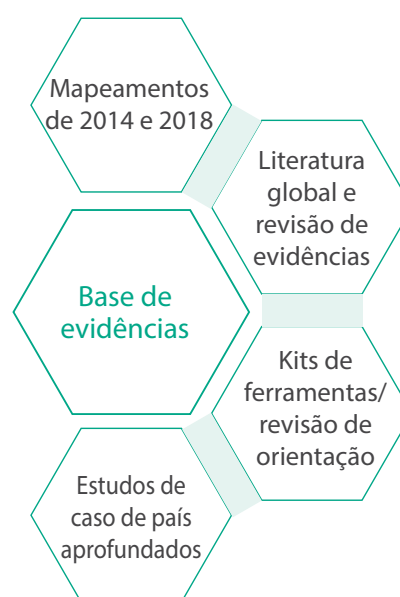 Mapeamentos
de 2014 e 2018
Literatura
global e
revisão de
evidências
Base de
evidências
Kits de
ferramentas/
revisão de
orientação
Estudos de
caso de país
aprofundados